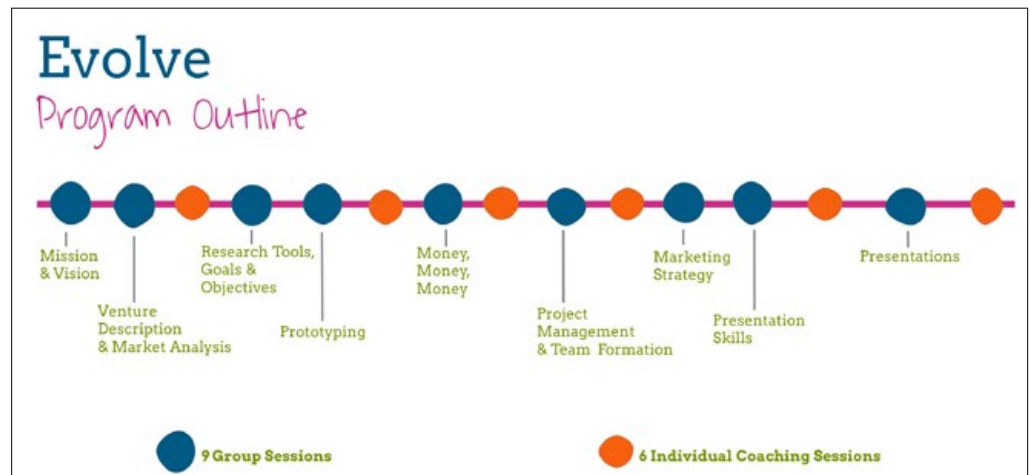 Evolve
Program Outline
Mission
& Vision
Venture
Description
& Market Analysis
Research Tools,
Goals &
Objectives
Prototyping
Money,
Money,
Money
Project
Management
& Team Formation
Marketing
Strategy
Presentation
Skills
Presentations
9 Group Sessions
6 Individual Coaching Sessions